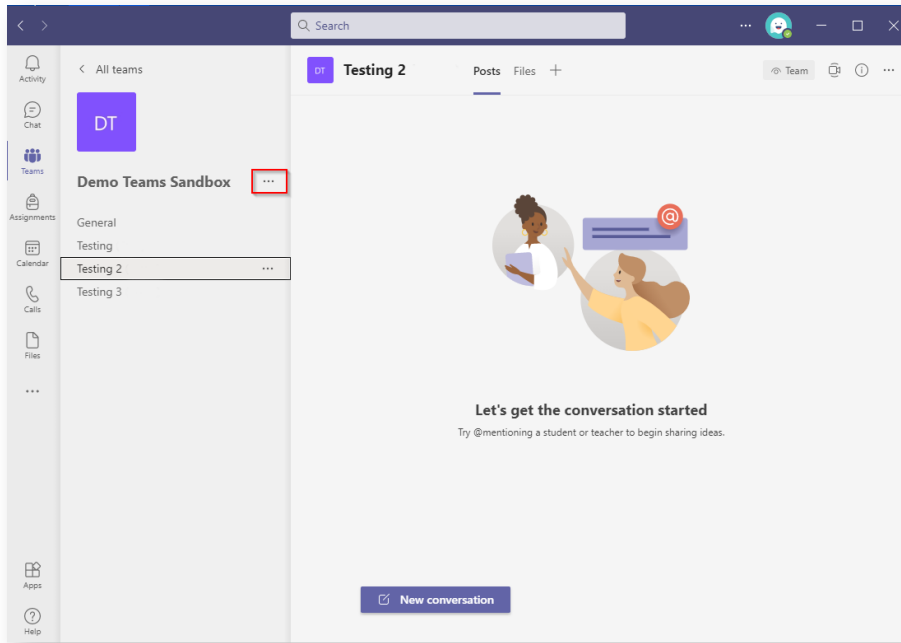 Search
Activity
Chat
Teams
Assignments
Calendar
Calls
Files
Apps
Help
All teams
DT
Demo Teams Sandbox
General
Testing
Testing 2
Testing 3
DT
Testing 2
Posts
Files
Team
@
Let's get the conversation started
Try @mentioning a student or teacher to begin sharing ideas.
New conversation